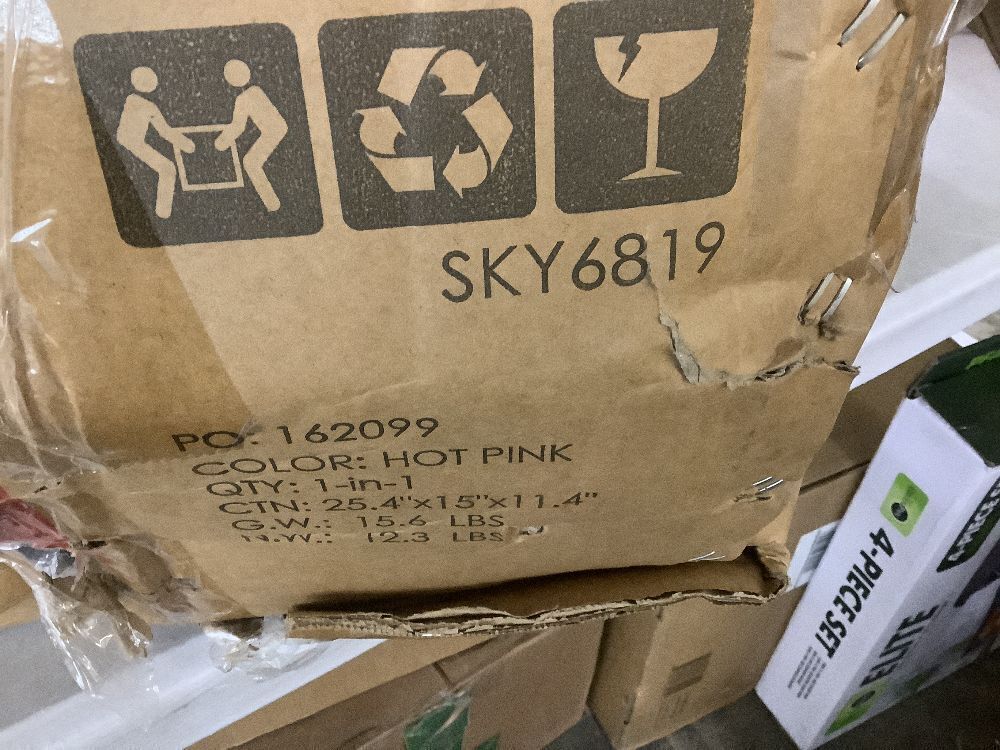 SKY6819
PO: 162099
COLOR: HOT PINK
QTY: 1-in-1
CTN: 25.4"x15"x11.4"
G.W.: 15.6 LBS
N.W.: 12.3 LBS
4-PIECE SET
ELITE